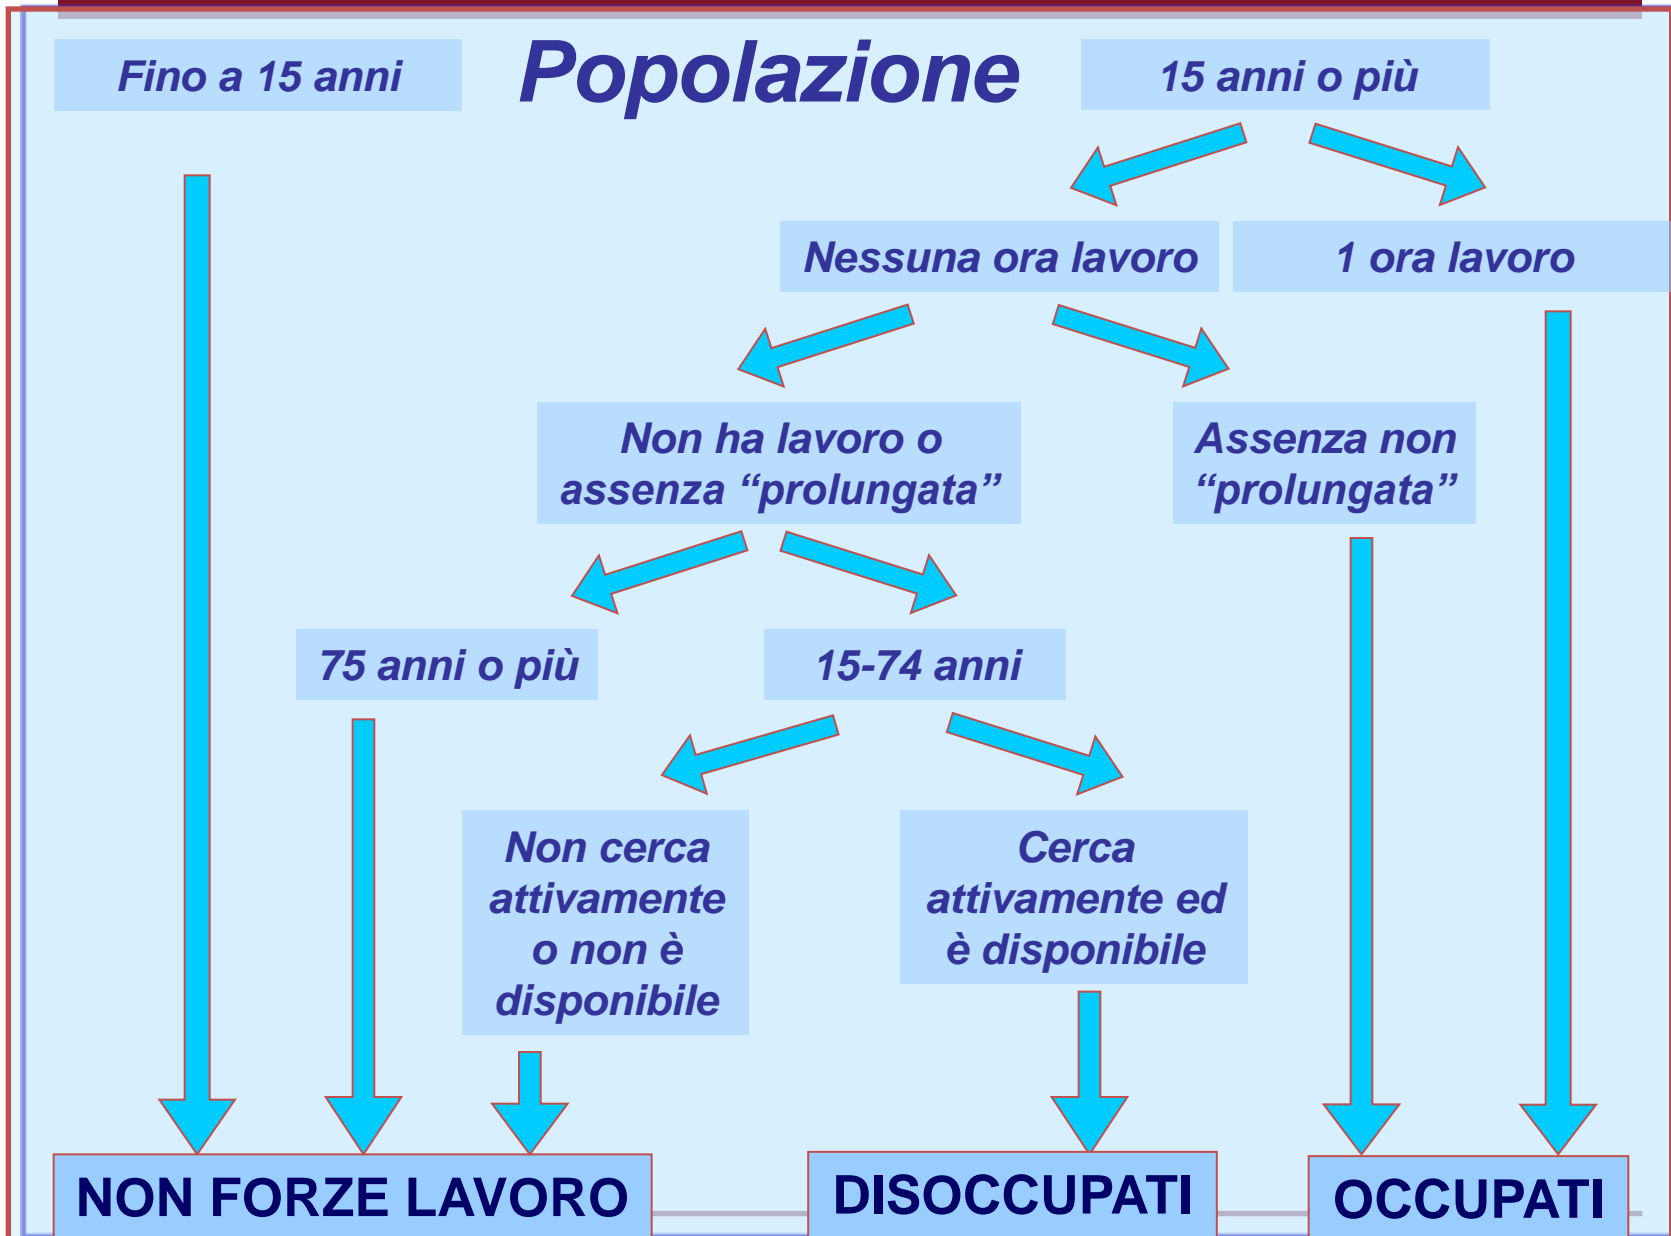 Popolazione
Fino a 15 anni
15 anni o più
Nessuna ora lavoro
1 ora lavoro
Non ha lavoro o
assenza “prolungata”
Assenza non
“prolungata”
75 anni o più
15-74 anni
Non cerca
attivamente
o non è
disponibile
Cerca
attivamente ed
è disponibile
NON FORZE LAVORO
DISOCCUPATI
OCCUPATI